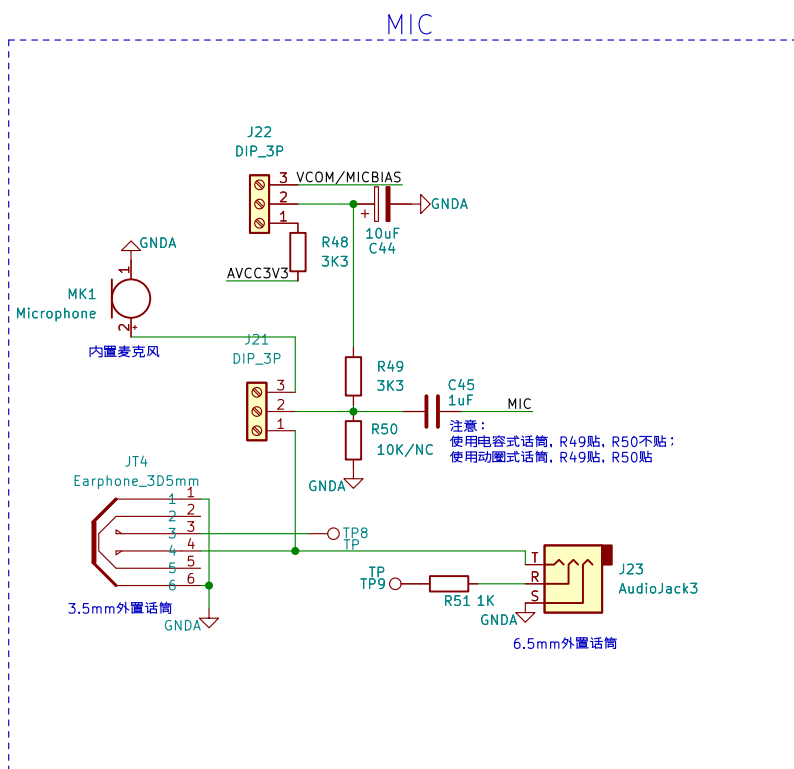 MIC
J22
DIP_3P
3
VCOM/MICBIAS
2
1
GNDA
+
10uF
C44
R48
3K3
AVCC3V3
GNDA
1
MK1
Microphone
2
+
内置麦克风
J21
DIP_3P
3
2
1
R49
3K3
C45
1uF
MIC
R50
10K/NC
GNDA
注意：
使用电容式话筒，R49贴，R50不贴；
使用动圈式话筒，R49贴，R50贴
JT4
Earphone_3D5mm
1 1
2 2
3 3
4 4
5 5
6 6
TP8
TP
3.5mm外置话筒
GNDA
TP
TP9
R51 1K
T
R
S
GNDA
J23
AudioJack3
6.5mm外置话筒